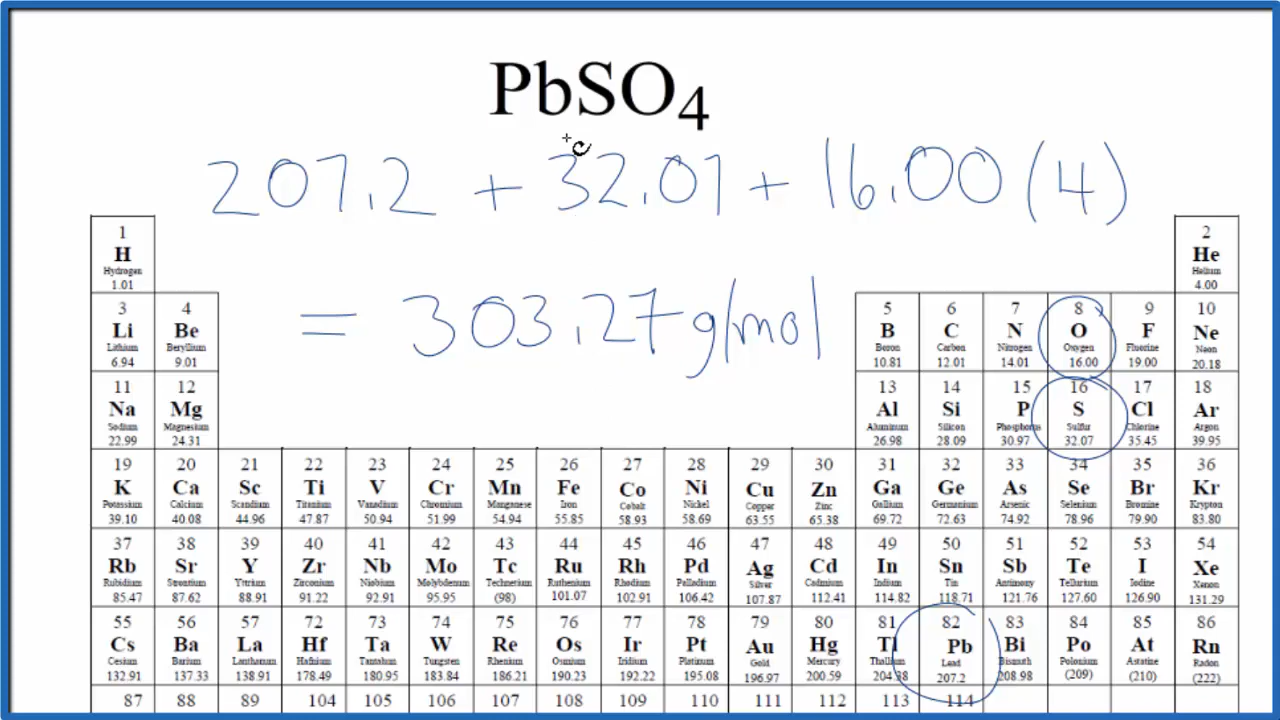 PbSO4
207.2 + 32.07 + 16.00 (4)
= 303.27 g/mol
1 2
H He
Hydrogen Helium
1.01 4.00
3 4 5 6 7 8 9 10
Li Be B C N O F Ne
Lithium Beryllium Boron Carbon Nitrogen Oxygen Fluorine Neon
6.94 9.01 10.81 12.01 14.01 16.00 19.00 20.18
11 12 13 14 15 16 17 18
Na Mg Al Si P S Cl Ar
Sodium Magnesium Aluminum Silicon Phosphorus Sulfur Chlorine Argon
22.99 24.31 26.98 28.09 30.97 32.07 35.45 39.95
19 20 21 22 23 24 25 26 27 28 29 30 31 32 33 34 35 36
K Ca Sc Ti V Cr Mn Fe Co Ni Cu Zn Ga Ge As Se Br Kr
Potassium Calcium Scandium Titanium Vanadium Chromium Manganese Iron Cobalt Nickel Copper Zinc Gallium Germanium Arsenic Selenium Bromine Krypton
39.10 40.08 44.96 47.87 50.94 51.99 54.94 55.85 58.93 58.69 63.55 65.38 69.72 72.63 74.92 78.96 79.90 83.80
37 38 39 40 41 42 43 44 45 46 47 48 49 50 51 52 53 54
Rb Sr Y Zr Nb Mo Tc Ru Rh Pd Ag Cd In Sn Sb Te I Xe
Rubidium Strontium Yttrium Zirconium Niobium Molybdenum Technetium Ruthenium Rhodium Palladium Silver Cadmium Indium Tin Antimony Tellurium Iodine Xenon
85.47 87.62 88.91 91.22 92.91 95.95 (98) 101.07 102.91 106.42 107.87 112.41 114.82 118.71 121.76 127.60 126.90 131.29
55 56 57 72 73 74 75 76 77 78 79 80 81 82 83 84 85 86
Cs Ba La Hf Ta W Re Os Ir Pt Au Hg Tl Pb Bi Po At Rn
Cesium Barium Lanthanum Hafnium Tantalum Tungsten Rhenium Osmium Iridium Platinum Gold Mercury Thallium Lead Bismuth Polonium Astatine Radon
132.91 137.33 138.91 178.49 180.95 183.84 186.21 190.23 192.22 195.08 196.97 200.59 204.38 207.2 208.98 (209) (210) (222)
87 88 89 104 105 106 107 108 109 110 111 112 113 114